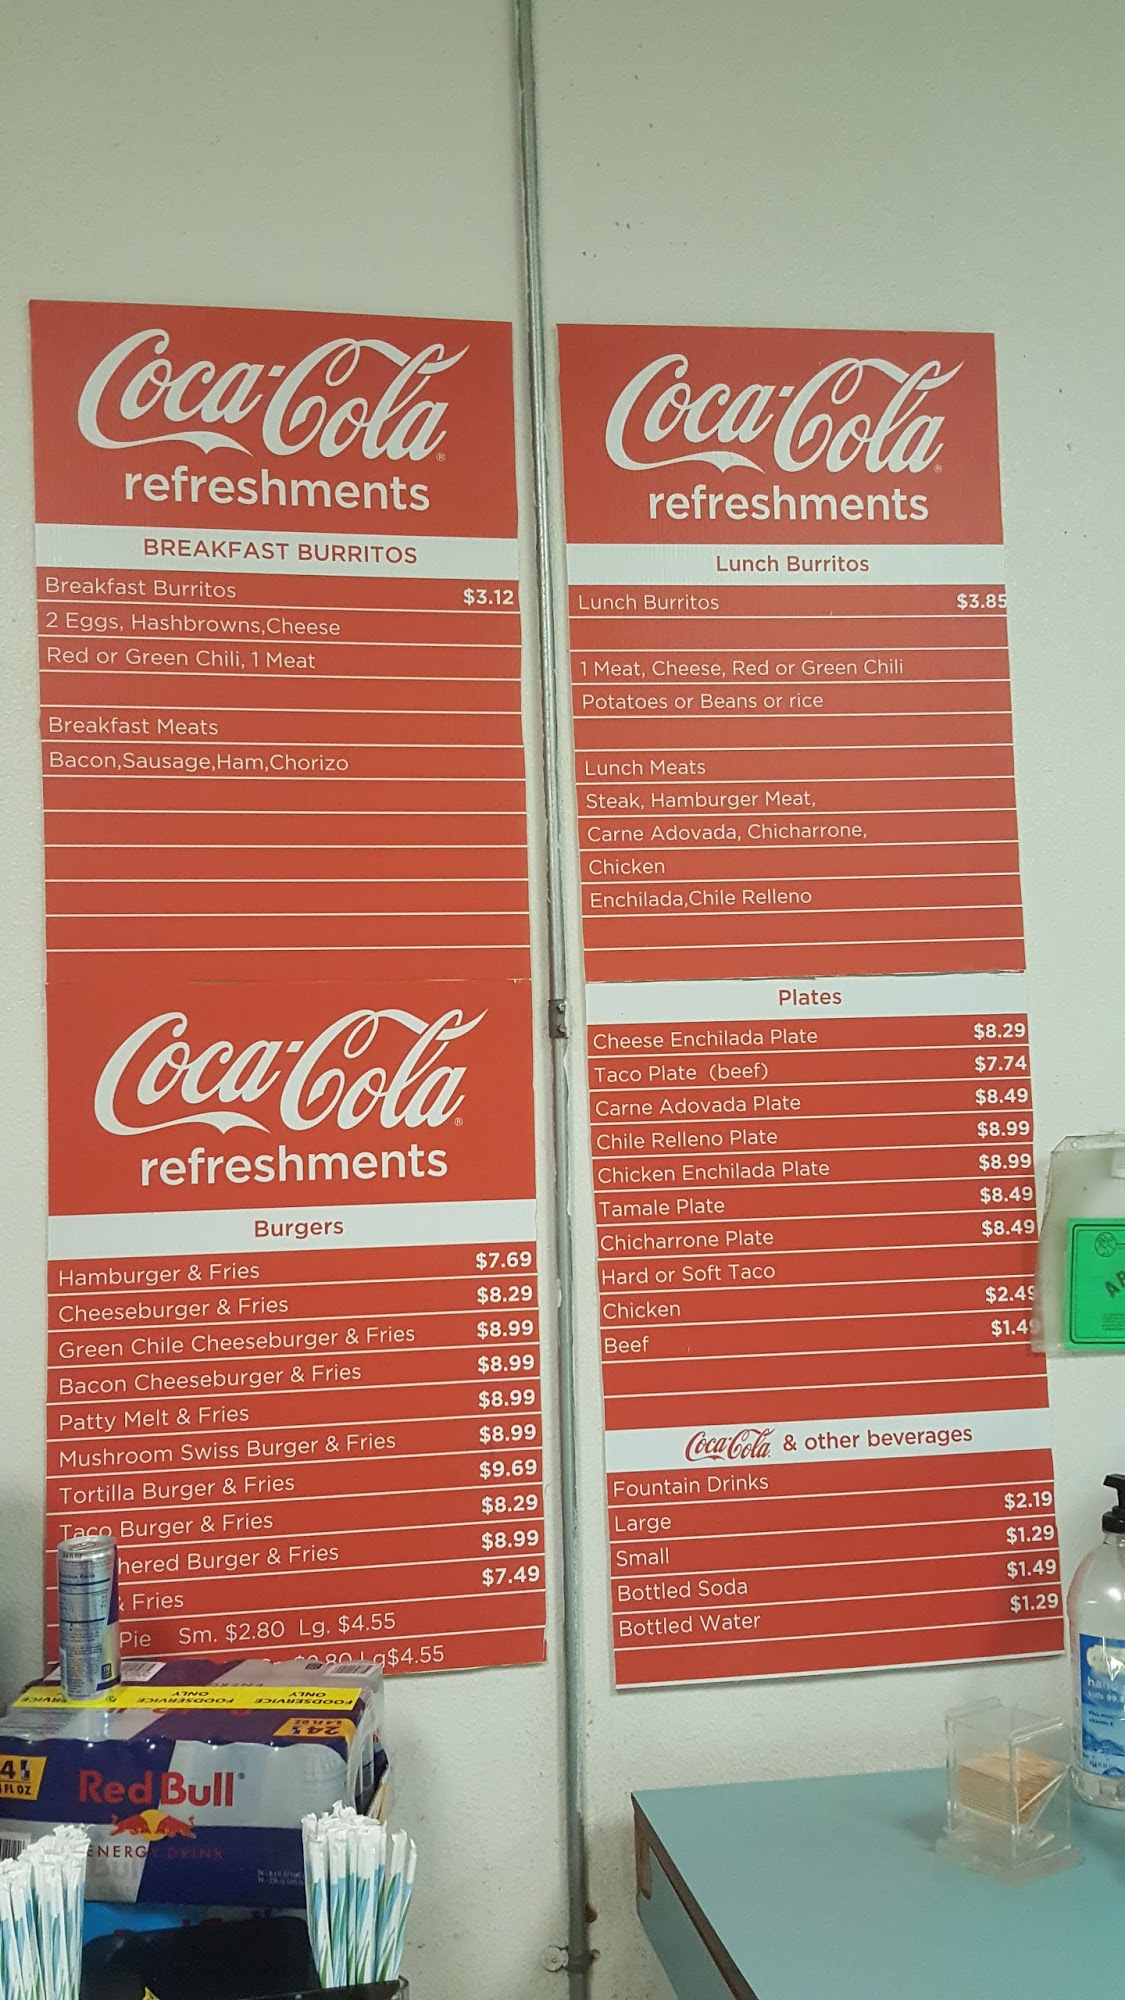 Coca-Cola
refreshments
BREAKFAST BURRITOS
Breakfast Burritos $3.12
2 Eggs, Hashbrowns,Cheese
Red or Green Chili, 1 Meat
Breakfast Meats
Bacon,Sausage,Ham,Chorizo
Coca-Cola
refreshments
Burgers
Hamburger & Fries $7.69
Cheeseburger & Fries $8.29
Green Chile Cheeseburger & Fries $8.99
Bacon Cheeseburger & Fries $8.99
Patty Melt & Fries $8.99
Mushroom Swiss Burger & Fries $8.99
Tortilla Burger & Fries $9.69
Taco Burger & Fries $8.29
hered Burger & Fries $8.99
& Fries $7.49
Pie Sm. $2.80 Lg. $4.55
$4.55
Coca-Cola
refreshments
Lunch Burritos
Lunch Burritos $3.85
1 Meat, Cheese, Red or Green Chili
Potatoes or Beans or rice
Lunch Meats
Steak, Hamburger Meat,
Carne Adovada, Chicharrone,
Chicken
Enchilada,Chile Relleno
Plates
Cheese Enchilada Plate $8.29
Taco Plate (beef) $7.74
Carne Adovada Plate $8.49
Chile Relleno Plate $8.99
Chicken Enchilada Plate $8.99
Tamale Plate $8.49
Chicharrone Plate $8.49
Hard or Soft Taco
Chicken $2.49
Beef $1.49
Coca-Cola & other beverages
Fountain Drinks
Large $2.19
Small $1.29
Bottled Soda $1.49
Bottled Water $1.29
FOODSERVICE ONLY
FOODSERVICE ONLY
24
Red Bull
ENERGY DRINK